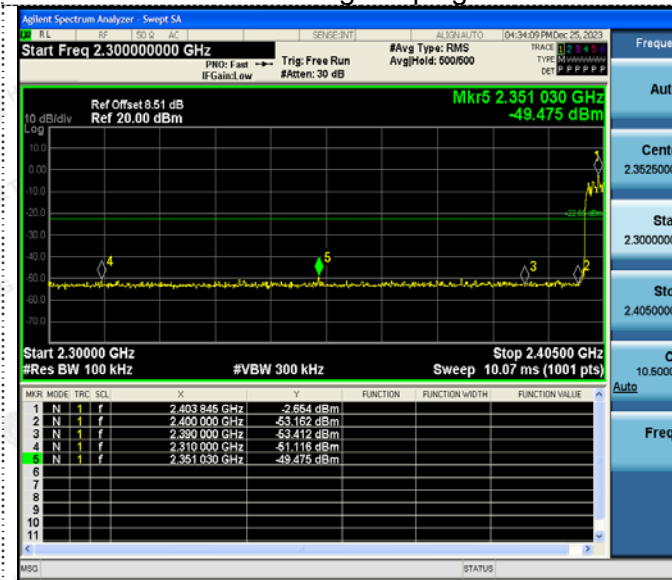 Agilent Spectrum Analyzer - Swept SA
RL RF 50 Ω AC SENSE:INT ALIGNAUTO 04:34:09 PM Dec 25, 2023
Start Freq 2.300000000 GHz #Avg Type: RMS TRACE 1 2 3 4 5 6
PNO: Fast Trig: Free Run Avg|Hold: 500/500 TYPE M
IFGain:Low #Atten: 30 dB DET P P P P P P
Mkr5 2.351 030 GHz
Ref Offset 8.51 dB
10 dB/div Ref 20.00 dBm -49.475 dBm
Log
10.0
0.00
-10.0
-20.0
-22.65 dBm
-30.0
-40.0
-50.0
-60.0
-70.0
1
2
3
4
5
Start 2.30000 GHz Stop 2.40500 GHz
#Res BW 100 kHz #VBW 300 kHz Sweep 10.07 ms (1001 pts)
MKR MODE TRC SCL X Y FUNCTION FUNCTION WIDTH FUNCTION VALUE
1 N 1 f 2.403 845 GHz -2.654 dBm
2 N 1 f 2.400 000 GHz -53.162 dBm
3 N 1 f 2.390 000 GHz -53.412 dBm
4 N 1 f 2.310 000 GHz -51.116 dBm
5 N 1 f 2.351 030 GHz -49.475 dBm
6
7
8
9
10
11
MSG STATUS
Freque
Aut
Cent
2.3525000
Sta
2.3000000
Sto
2.4050000
C
10.5000
Auto
Freq